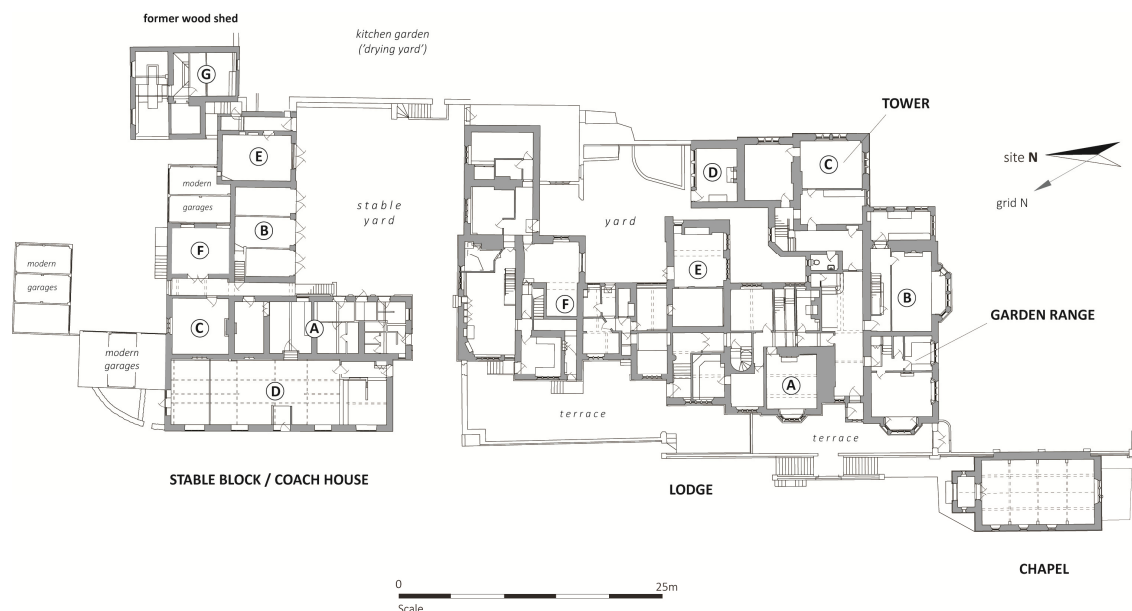 former wood shed
kitchen garden
('drying yard')
G
TOWER
E
D
C
site N
grid N
modern
garages
stable
yard
yard
B
F
E
modern
garages
C
A
F
B
GARDEN RANGE
modern
garages
A
D
terrace
terrace
STABLE BLOCK / COACH HOUSE
LODGE
CHAPEL
0
25m
Scale